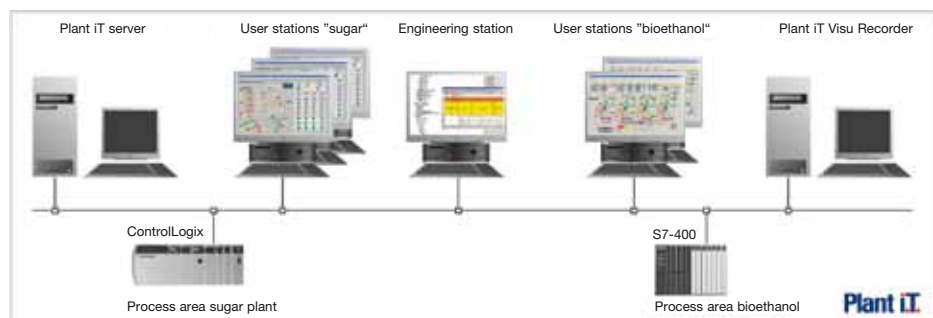 Plant iT server
User stations "sugar“
Engineering station
User stations "bioethanol“
Plant iT Visu Recorder
ControlLogix
S7-400
Process area sugar plant
Process area bioethanol
Plant iT